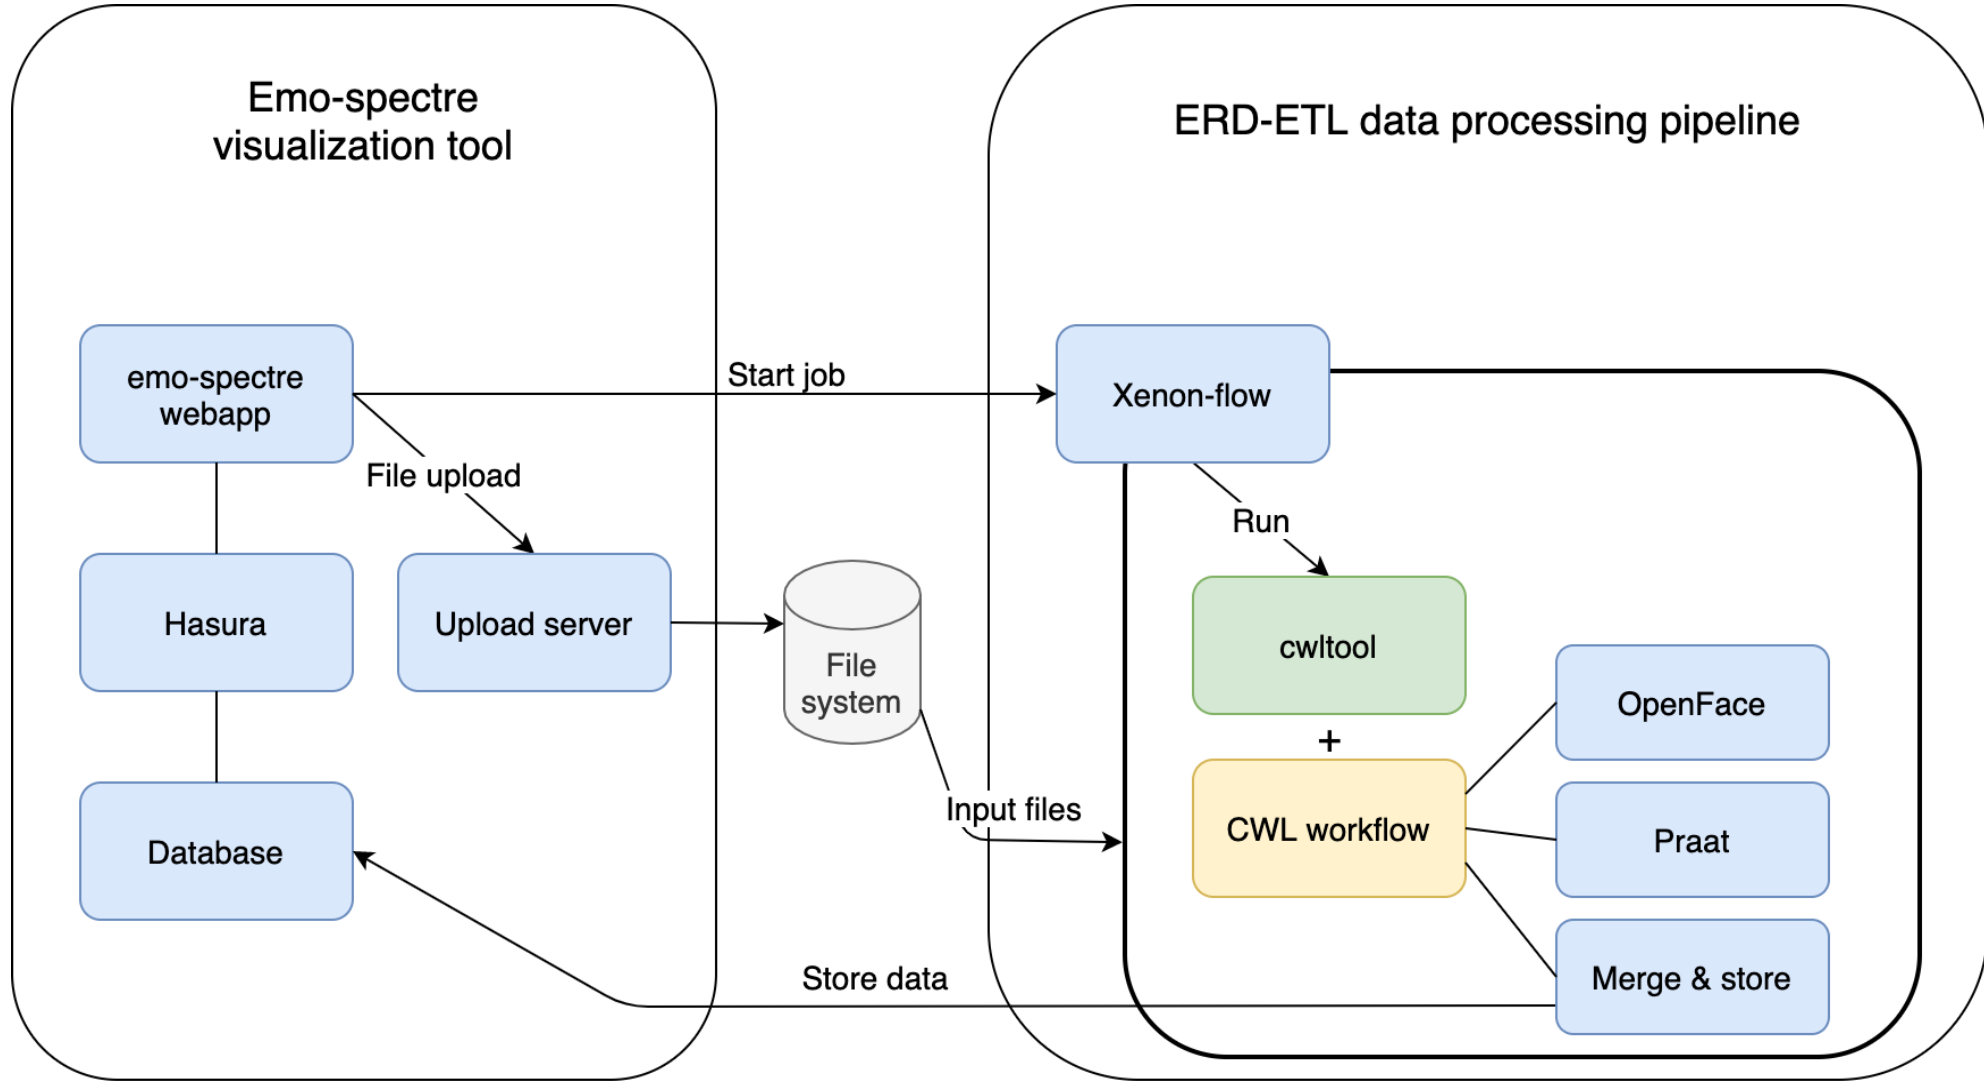 Emo-spectre
visualization tool
ERD-ETL data processing pipeline
emo-spectre
webapp
Start job
Xenon-flow
File upload
Run
Hasura
Upload server
File
system
cwltool
+
OpenFace
Input files
CWL workflow
Praat
Database
Store data
Merge & store